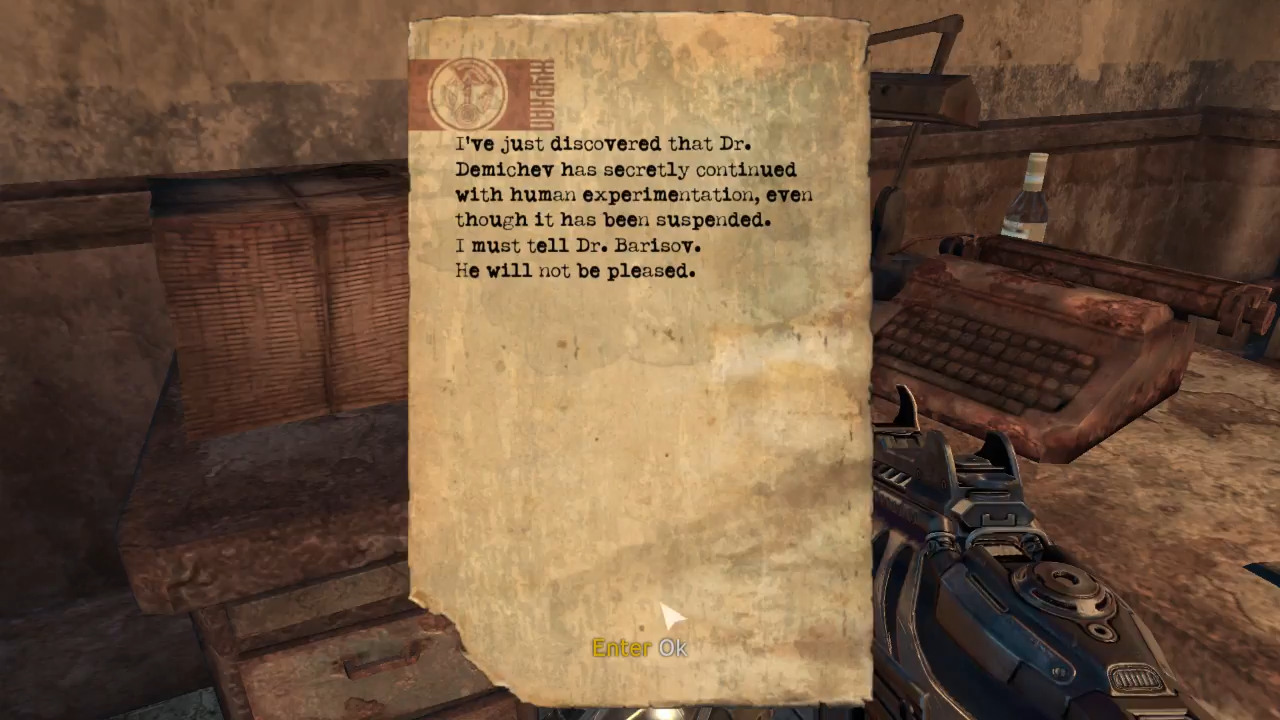 ЖУРНАЛ
I've just discovered that Dr.
Demichev has secretly continued
with human experimentation, even
though it has been suspended.
I must tell Dr. Barisov.
He will not be pleased.
Enter Ok